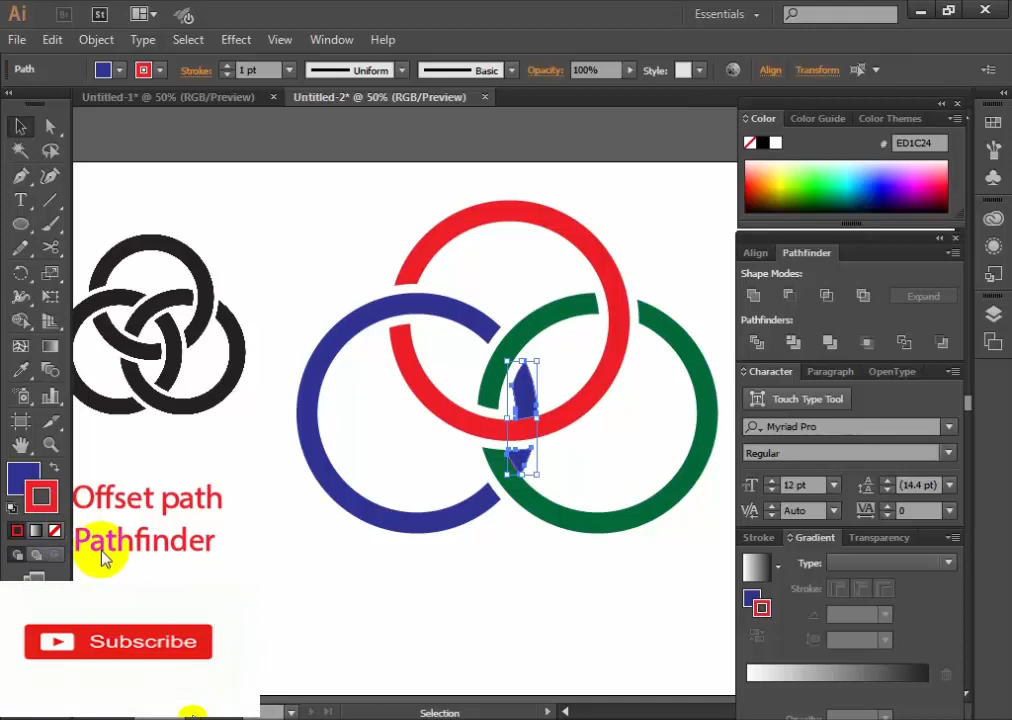 Ai Br St Essentials
File Edit Object Type Select Effect View Window Help
Path Stroke: 1 pt Uniform Basic Opacity: 100% Style: Align Transform
Untitled-1* @ 50% (RGB/Preview) × Untitled-2* @ 50% (RGB/Preview) ×
Color Color Guide Color Themes
# ED1C24
Align Pathfinder
Shape Modes:
Expand
Pathfinders:
Character Paragraph OpenType
Touch Type Tool
Myriad Pro
Regular
12 pt (14.4 pt)
Auto 0
Stroke Gradient Transparency
Type:
Stroke:
Offset path
Pathfinder
Subscribe
Selection